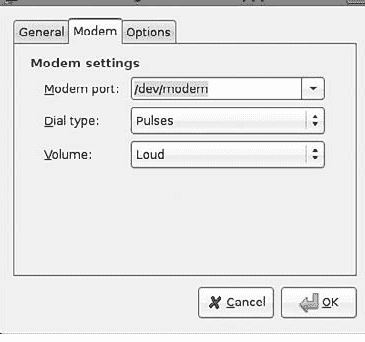 General Modem Options
Modem settings
Modem port: /dev/modem
Dial type: Pulses
Volume: Loud
Cancel OK